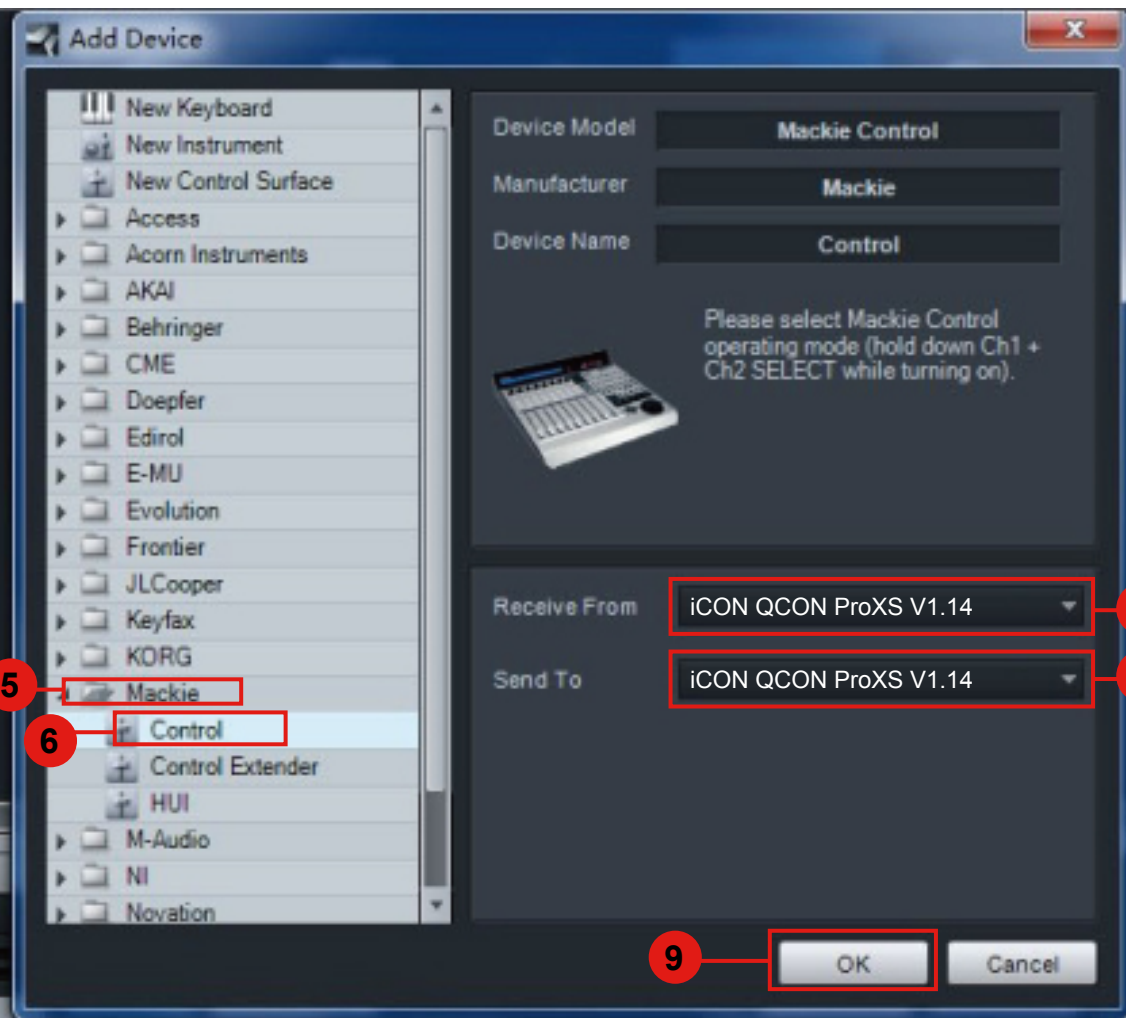 Add Device
New Keyboard
New Instrument
New Control Surface
Access
Acorn Instruments
AKAI
Behringer
CME
Doepfer
Edirol
E-MU
Evolution
Frontier
JLCooper
Keyfax
KORG
5
Mackie
6
Control
Control Extender
HUI
M-Audio
NI
Novation
Device Model
Mackie Control
Manufacturer
Mackie
Device Name
Control
Please select Mackie Control
operating mode (hold down Ch1 +
Ch2 SELECT while turning on).
Receive From
iCON QCON ProXS V1.14
Send To
iCON QCON ProXS V1.14
9
OK
Cancel